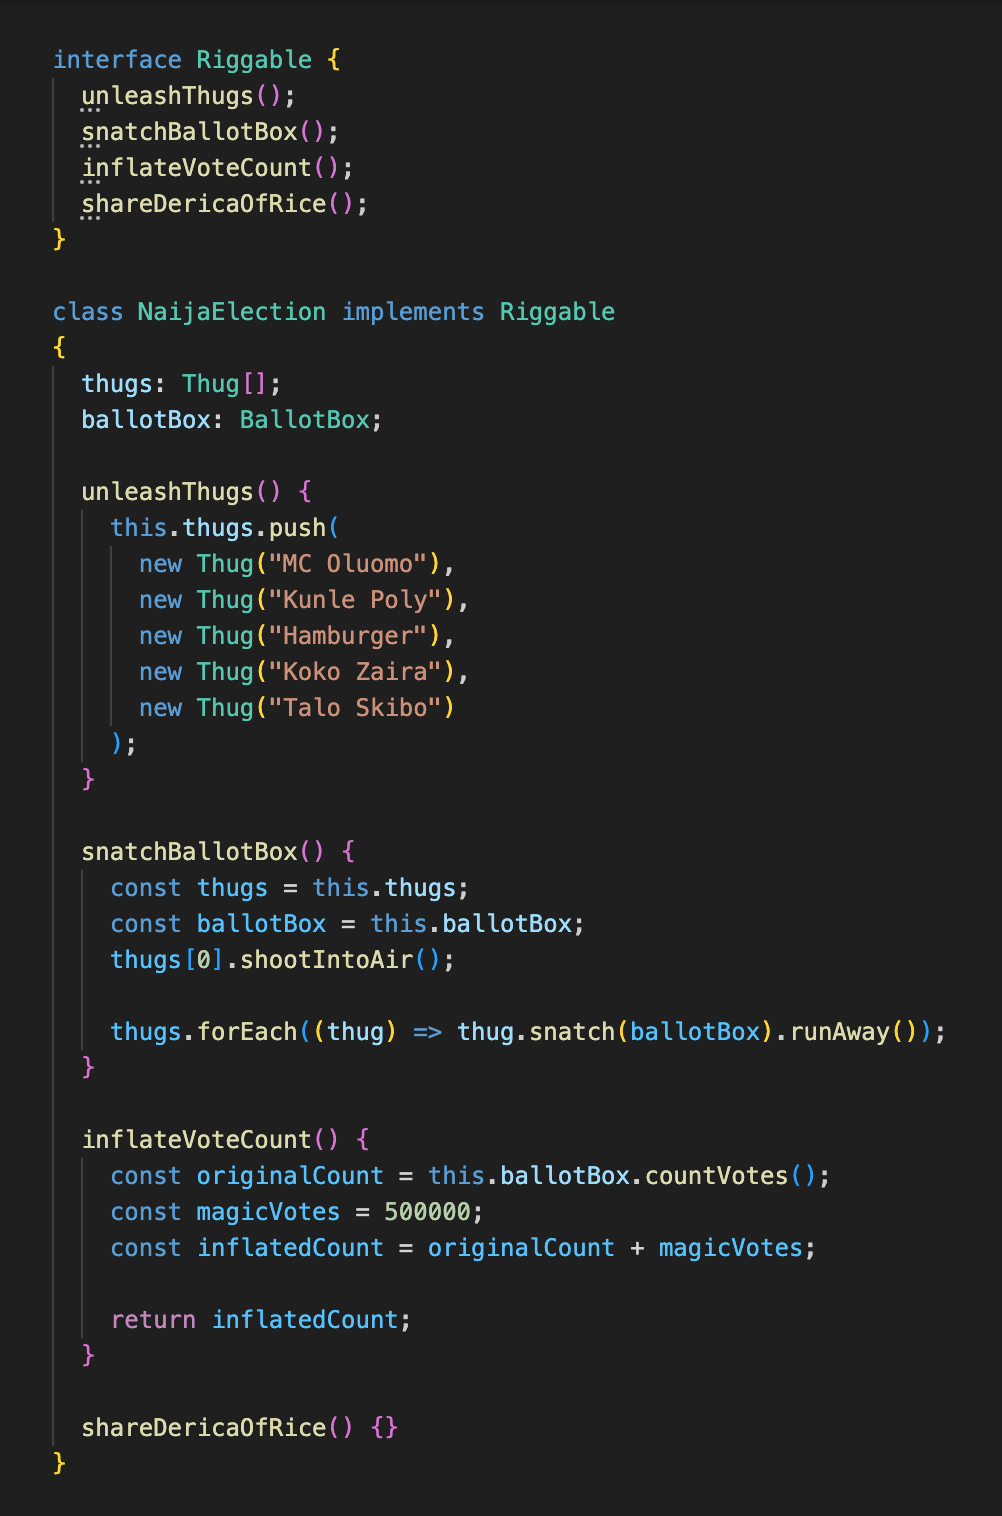 interface Riggable {
  unleashThugs();
  snatchBallotBox();
  inflateVoteCount();
  shareDericaOfRice();
}

class NaijaElection implements Riggable
{
  thugs: Thug[];
  ballotBox: BallotBox;

  unleashThugs() {
    this.thugs.push(
      new Thug("MC Oluomo"),
      new Thug("Kunle Poly"),
      new Thug("Hamburger"),
      new Thug("Koko Zaira"),
      new Thug("Talo Skibo")
    );
  }

  snatchBallotBox() {
    const thugs = this.thugs;
    const ballotBox = this.ballotBox;
    thugs[0].shootIntoAir();

    thugs.forEach((thug) => thug.snatch(ballotBox).runAway());
  }

  inflateVoteCount() {
    const originalCount = this.ballotBox.countVotes();
    const magicVotes = 500000;
    const inflatedCount = originalCount + magicVotes;

    return inflatedCount;
  }

  shareDericaOfRice() {}
}